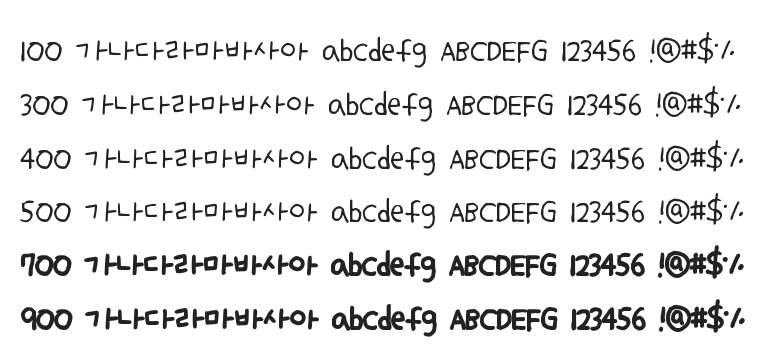 100 가나다라마바사아 abcdefg ABCDEFG 123456 !@#$%
300 가나다라마바사아 abcdefg ABCDEFG 123456 !@#$%
400 가나다라마바사아 abcdefg ABCDEFG 123456 !@#$%
500 가나다라마바사아 abcdefg ABCDEFG 123456 !@#$%
700 가나다라마바사아 abcdefg ABCDEFG 123456 !@#$%
900 가나다라마바사아 abcdefg ABCDEFG 123456 !@#$%